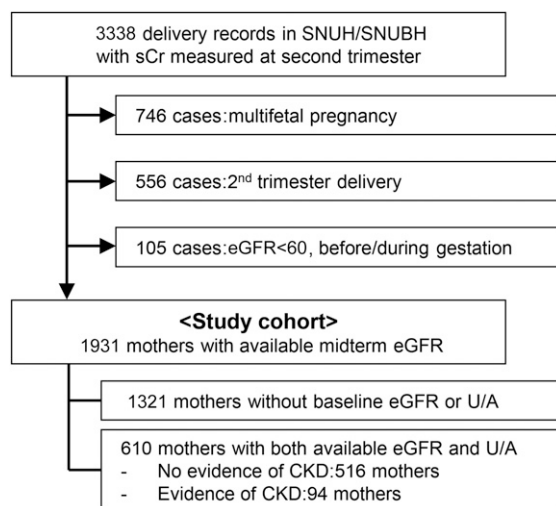 3338 delivery records in SNUH/SNUBH
with sCr measured at second trimester
746 cases:multifetal pregnancy
556 cases:2nd trimester delivery
105 cases:eGFR<60, before/during gestation
<Study cohort>
1931 mothers with available midterm eGFR
1321 mothers without baseline eGFR or U/A
610 mothers with both available eGFR and U/A
- No evidence of CKD:516 mothers
- Evidence of CKD:94 mothers